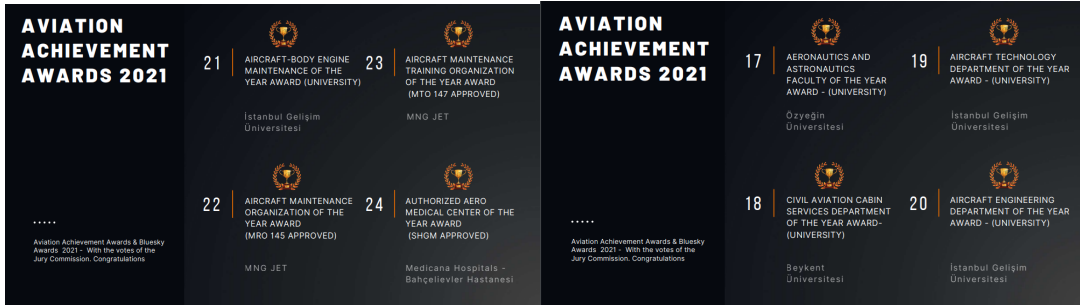 AVIATION
ACHIEVEMENT
AWARDS 2021
21
AIRCRAFT-BODY ENGINE
MAINTENANCE OF THE
YEAR AWARD (UNIVERSITY)
İstanbul Gelişim
Üniversitesi
23
AIRCRAFT MAINTENANCE
TRAINING ORGANIZATION
OF THE YEAR AWARD
(MTO 147 APPROVED)
MNG JET
22
AIRCRAFT MAINTENANCE
ORGANIZATION OF THE
YEAR AWARD
(MRO 145 APPROVED)
MNG JET
24
AUTHORIZED AERO
MEDICAL CENTER OF THE
YEAR AWARD
(SHGM APPROVED)
Medicana Hospitals -
Bahçelievler Hastanesi
.....
Aviation Achievement Awards & Bluesky
Awards 2021 - With the votes of the
Jury Commission. Congratulations
AVIATION
ACHIEVEMENT
AWARDS 2021
17
AERONAUTICS AND
ASTRONAUTICS
FACULTY OF THE YEAR
AWARD - (UNIVERSITY)
Özyeğin
Üniversitesi
19
AIRCRAFT TECHNOLOGY
DEPARTMENT OF THE YEAR
AWARD - (UNIVERSITY)
İstanbul Gelişim
Üniversitesi
18
CIVIL AVIATION CABIN
SERVICES DEPARTMENT
OF THE YEAR AWARD-
(UNIVERSITY)
Beykent
Üniversitesi
20
AIRCRAFT ENGINEERING
DEPARTMENT OF THE YEAR
AWARD - (UNIVERSITY)
İstanbul Gelişim
Üniversitesi
.....
Aviation Achievement Awards & Bluesky
Awards 2021 - With the votes of the
Jury Commission. Congratulations